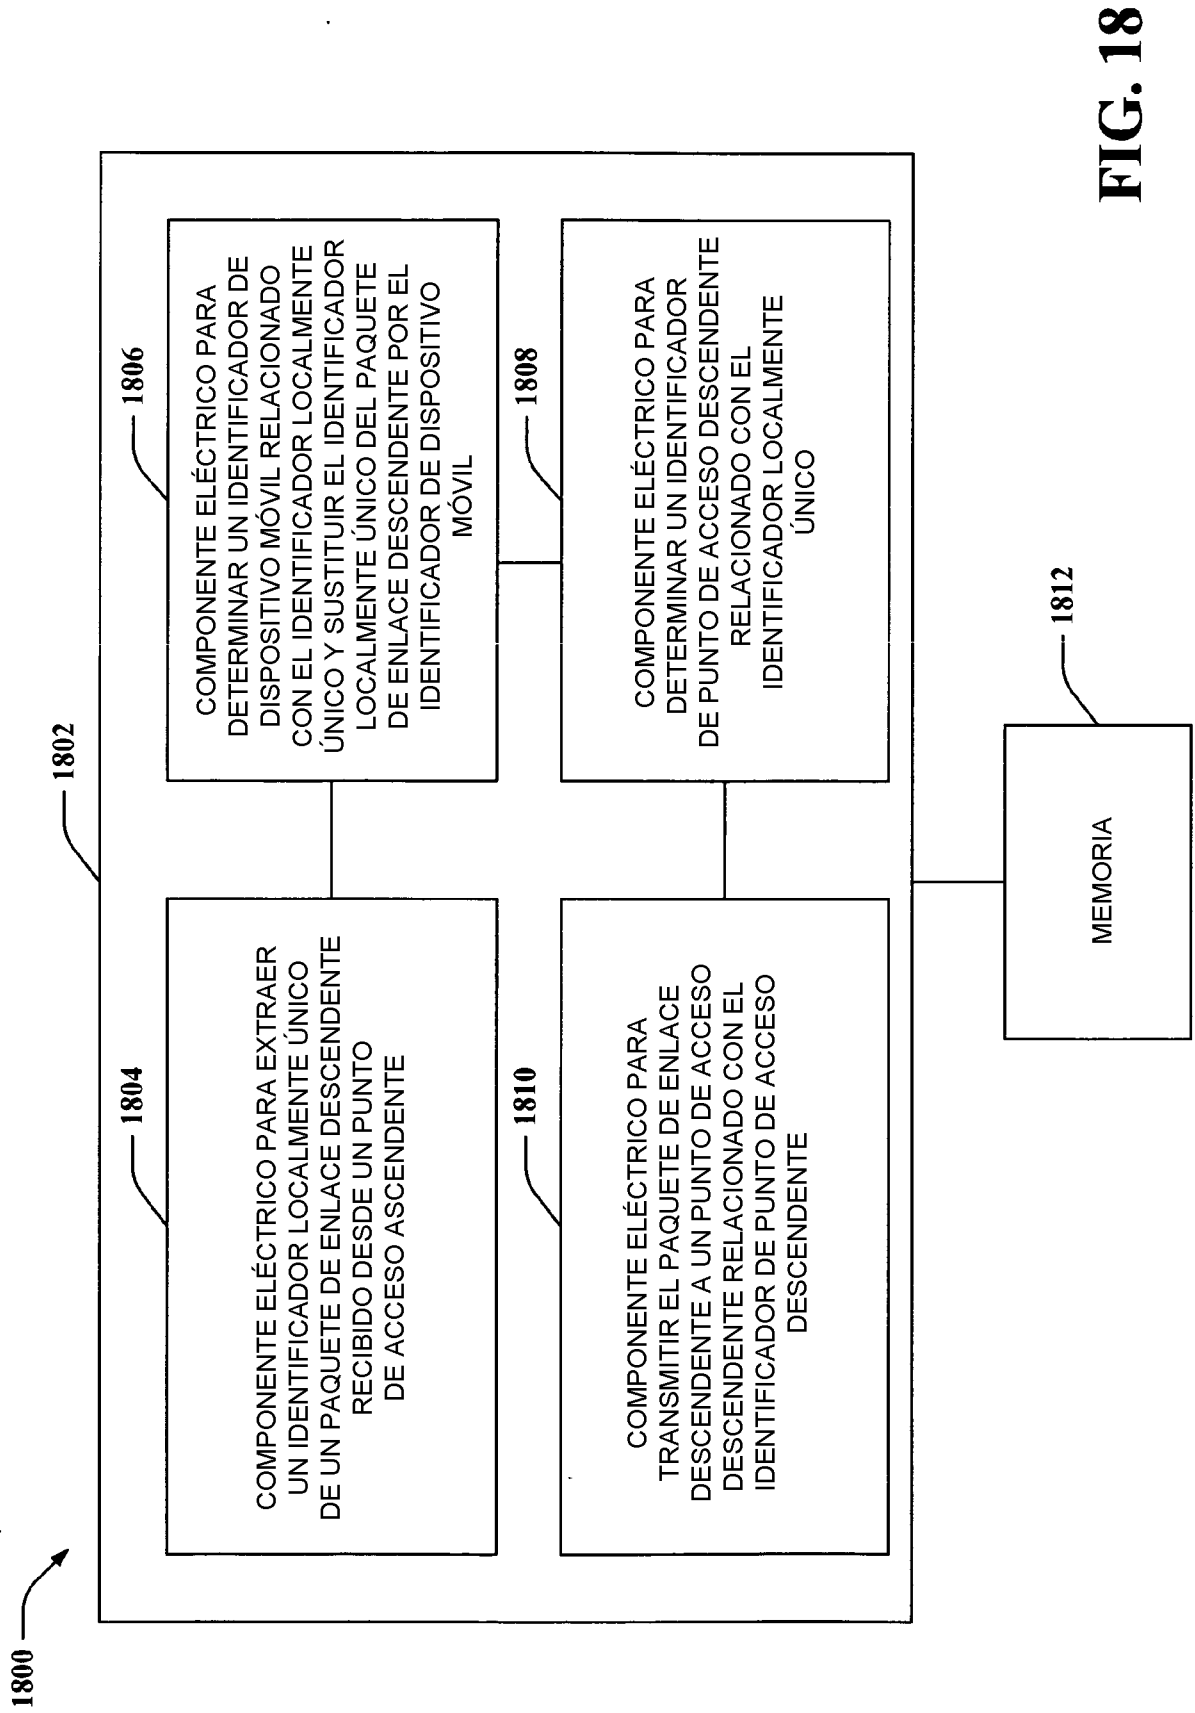 1800
1802
1804
COMPONENTE ELÉCTRICO PARA EXTRAER
UN IDENTIFICADOR LOCALMENTE ÚNICO
DE UN PAQUETE DE ENLACE DESCENDENTE
RECIBIDO DESDE UN PUNTO
DE ACCESO ASCENDENTE
1806
COMPONENTE ELÉCTRICO PARA
DETERMINAR UN IDENTIFICADOR DE
DISPOSITIVO MÓVIL RELACIONADO
CON EL IDENTIFICADOR LOCALMENTE
ÚNICO Y SUSTITUIR EL IDENTIFICADOR
LOCALMENTE ÚNICO DEL PAQUETE
DE ENLACE DESCENDENTE POR EL
IDENTIFICADOR DE DISPOSITIVO
MÓVIL
1810
COMPONENTE ELÉCTRICO PARA
TRANSMITIR EL PAQUETE DE ENLACE
DESCENDENTE A UN PUNTO DE ACCESO
DESCENDENTE RELACIONADO CON EL
IDENTIFICADOR DE PUNTO DE ACCESO
DESCENDENTE
1808
COMPONENTE ELÉCTRICO PARA
DETERMINAR UN IDENTIFICADOR
DE PUNTO DE ACCESO DESCENDENTE
RELACIONADO CON EL
IDENTIFICADOR LOCALMENTE
ÚNICO
1812
MEMORIA
FIG. 18